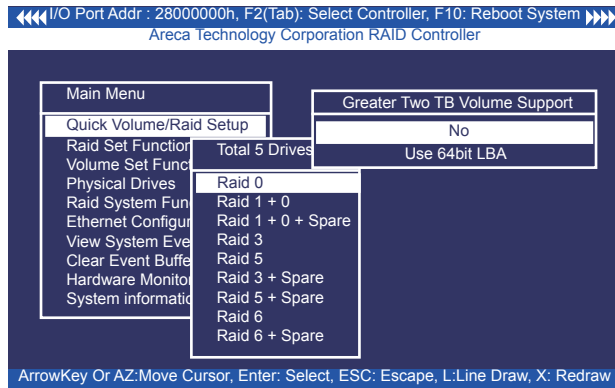 I/O Port Addr : 28000000h, F2(Tab): Select Controller, F10: Reboot System
Areca Technology Corporation RAID Controller
Main Menu
Quick Volume/Raid Setup
Raid Set Function
Volume Set Funct
Physical Drives
Raid System Fun
Ethernet Configur
View System Eve
Clear Event Buffe
Hardware Monito
System informatio
Total 5 Drives
Raid 0
Raid 1 + 0
Raid 1 + 0 + Spare
Raid 3
Raid 5
Raid 3 + Spare
Raid 5 + Spare
Raid 6
Raid 6 + Spare
Greater Two TB Volume Support
No
Use 64bit LBA
ArrowKey Or AZ:Move Cursor, Enter: Select, ESC: Escape, L:Line Draw, X: Redraw